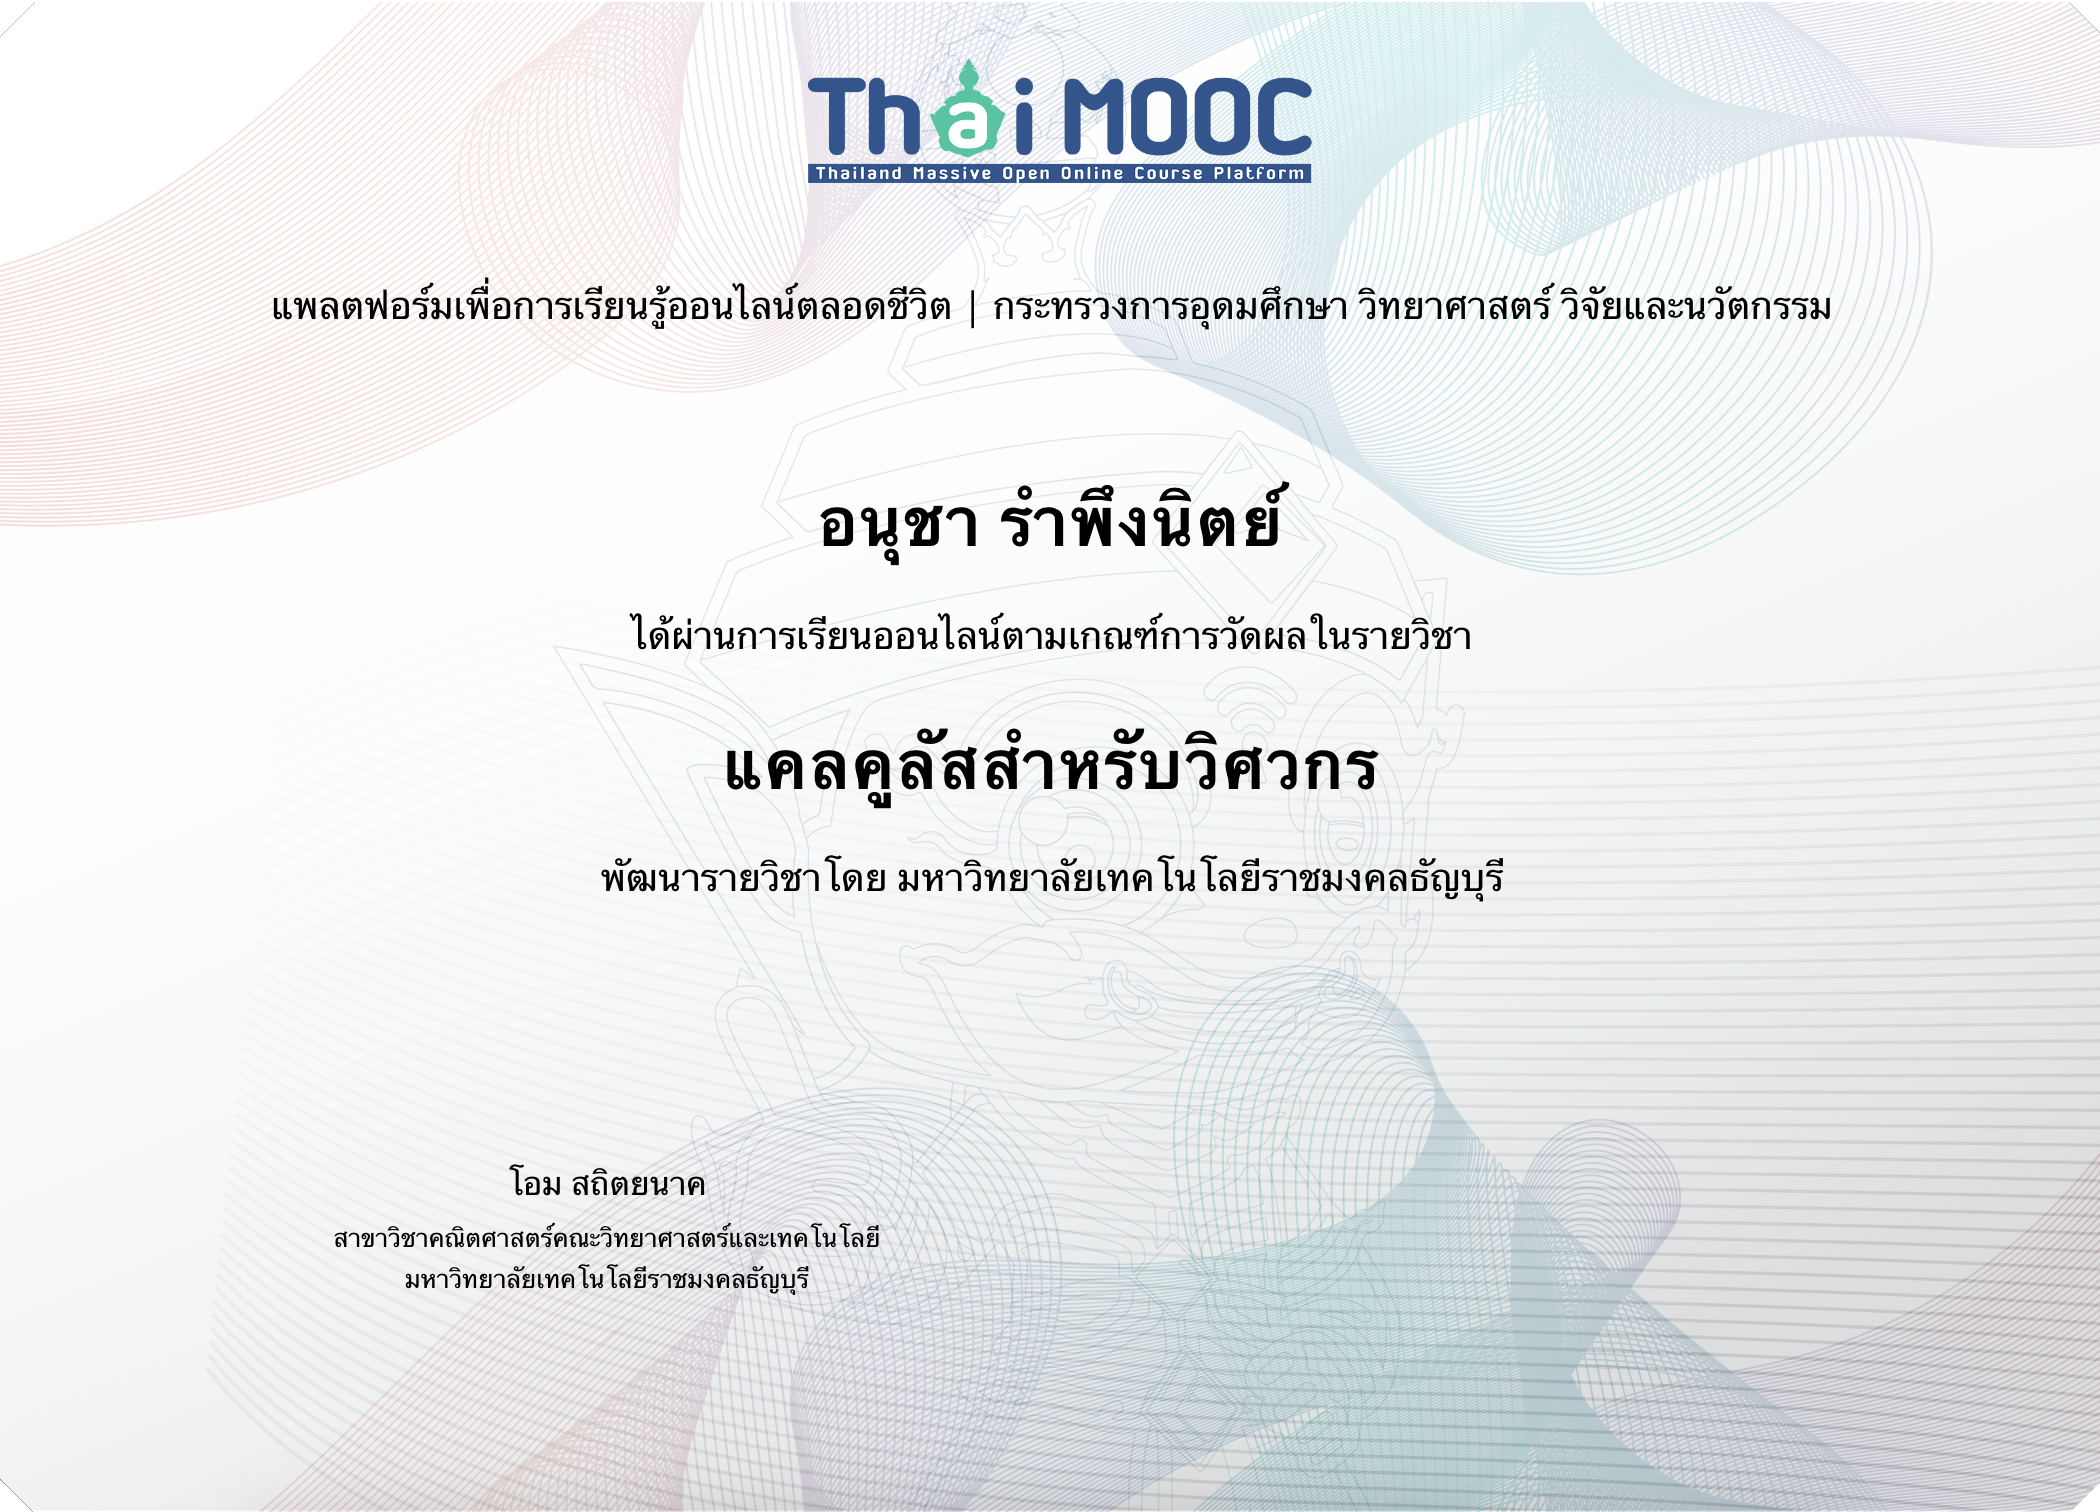 Thai MOOC
Thailand Massive Open Online Course Platform
แพลตฟอร์มเพื่อการเรียนรู้ออนไลน์ตลอดชีวิต | กระทรวงการอุดมศึกษา วิทยาศาสตร์ วิจัยและนวัตกรรม
อนุชา รำพึงนิตย์
ได้ผ่านการเรียนออนไลน์ตามเกณฑ์การวัดผลในรายวิชา
แคลคูลัสสำหรับวิศวกร
พัฒนารายวิชาโดย มหาวิทยาลัยเทคโนโลยีราชมงคลธัญบุรี
โอม สถิตยนาค
สาขาวิชาคณิตศาสตร์คณะวิทยาศาสตร์และเทคโนโลยี
มหาวิทยาลัยเทคโนโลยีราชมงคลธัญบุรี